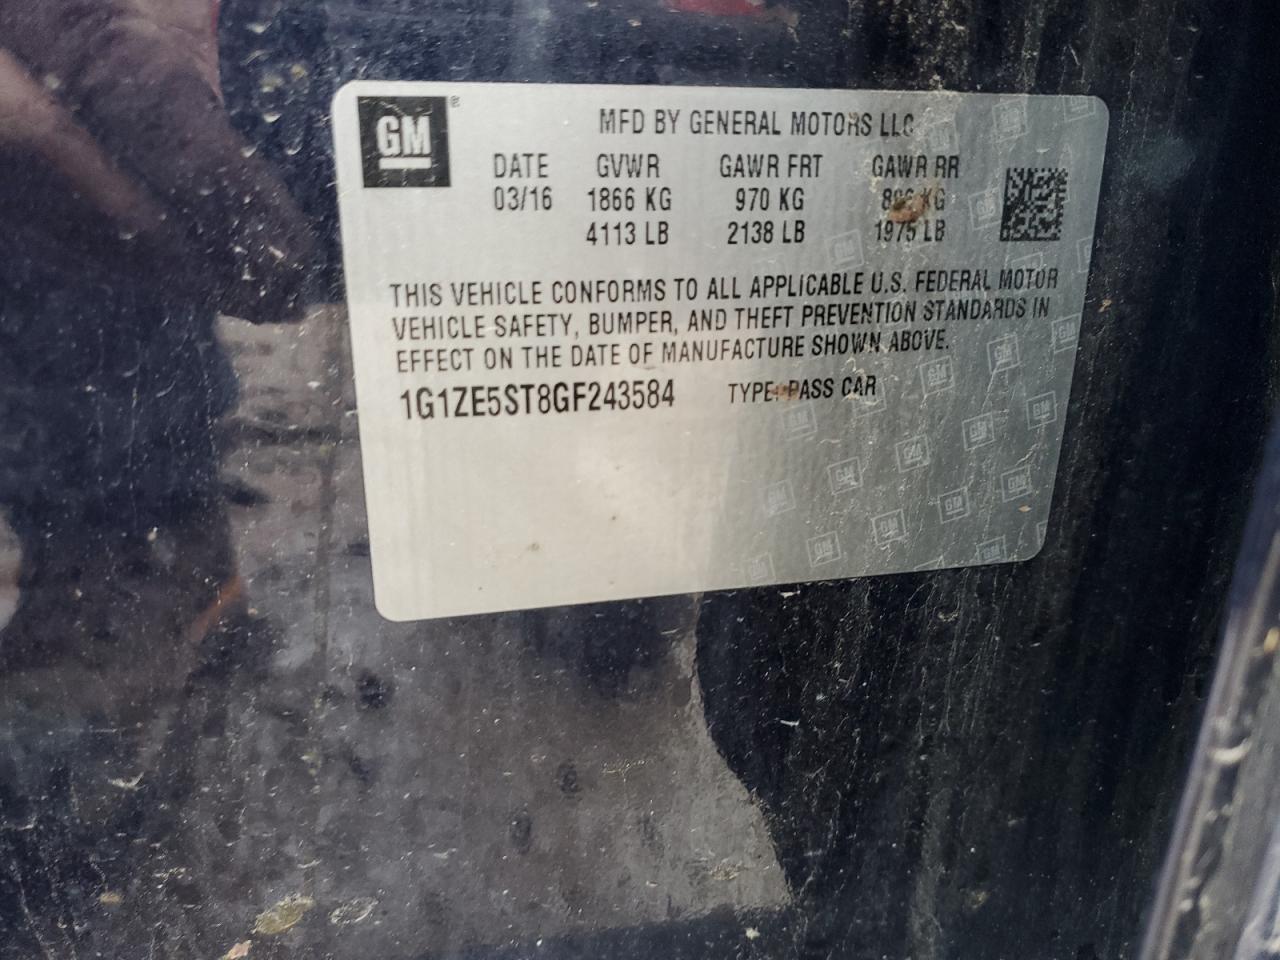 GM
MFD BY GENERAL MOTORS LLC
DATE GVWR GAWR FRT GAWR RR
03/16 1866 KG 970 KG KG
4113 LB 2138 LB 1975 LB
THIS VEHICLE CONFORMS TO ALL APPLICABLE U.S. FEDERAL MOTOR
VEHICLE SAFETY, BUMPER, AND THEFT PREVENTION STANDARDS IN
EFFECT ON THE DATE OF MANUFACTURE SHOWN ABOVE.
1G1ZE5ST8GF243584 TYPE: PASS CAR